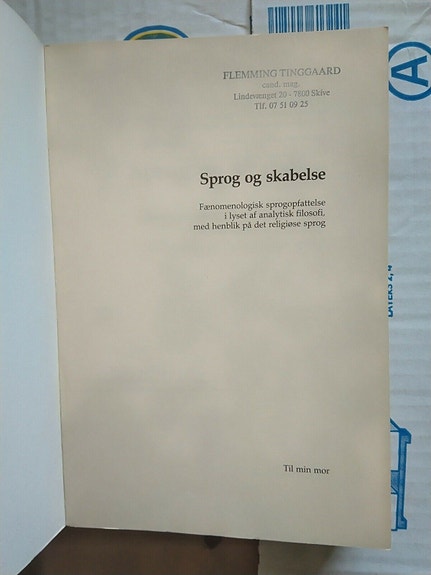 FLEMMING TINGGAARD
cand. mag.
Lindevænget 20 - 7800 Skive
Tlf. 07 51 09 25
Sprog og skabelse
Fænomenologisk sprogopfattelse
i lyset af analytisk filosofi,
med henblik på det religiøse sprog
Til min mor
A